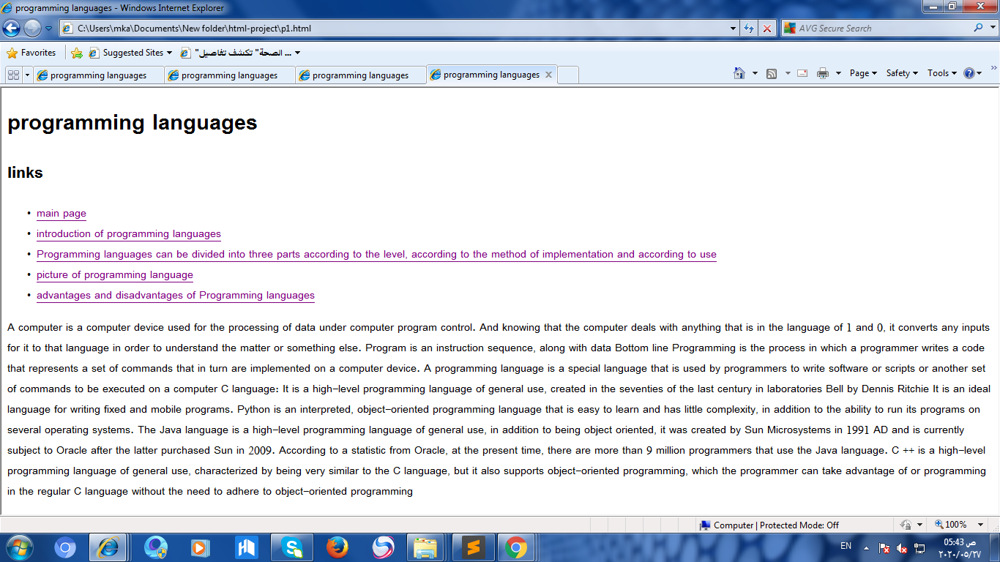 programming languages - Windows Internet Explorer
C:\Users\mka\Documents\New folder\html-project\p1.html
AVG Secure Search
Favorites
Suggested Sites
الصحة" تكشف تفاصيل" ...
programming languages
programming languages
programming languages
programming languages
Page
Safety
Tools
programming languages
links
• main page
• introduction of programming languages
• Programming languages can be divided into three parts according to the level, according to the method of implementation and according to use
• picture of programming language
• advantages and disadvantages of Programming languages
A computer is a computer device used for the processing of data under computer program control. And knowing that the computer deals with anything that is in the language of 1 and 0, it converts any inputs
for it to that language in order to understand the matter or something else. Program is an instruction sequence, along with data Bottom line Programming is the process in which a programmer writes a code
that represents a set of commands that in turn are implemented on a computer device. A programming language is a special language that is used by programmers to write software or scripts or another set
of commands to be executed on a computer C language: It is a high-level programming language of general use, created in the seventies of the last century in laboratories Bell by Dennis Ritchie It is an ideal
language for writing fixed and mobile programs. Python is an interpreted, object-oriented programming language that is easy to learn and has little complexity, in addition to the ability to run its programs on
several operating systems. The Java language is a high-level programming language of general use, in addition to being object oriented, it was created by Sun Microsystems in 1991 AD and is currently
subject to Oracle after the latter purchased Sun in 2009. According to a statistic from Oracle, at the present time, there are more than 9 million programmers that use the Java language. C ++ is a high-level
programming language of general use, characterized by being very similar to the C language, but it also supports object-oriented programming, which the programmer can take advantage of or programming
in the regular C language without the need to adhere to object-oriented programming
Computer | Protected Mode: Off
100%
EN
05:43 ص
٢٠٢٠/٠٥/٢٧